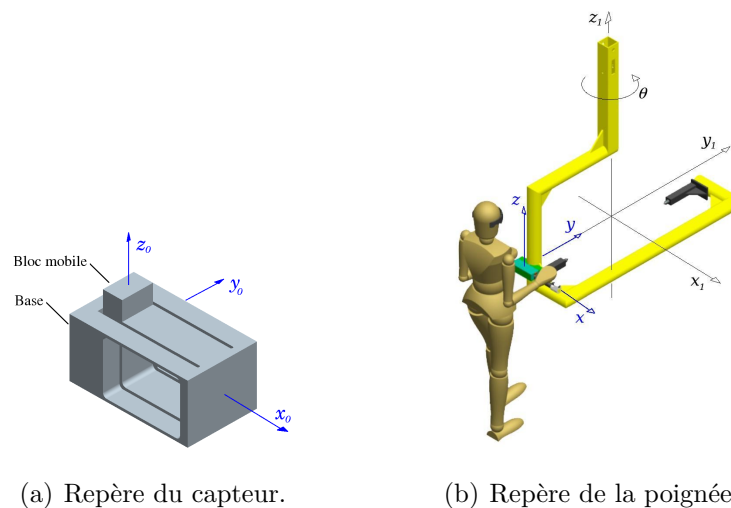 z₁
θ
y₁
z
y
x₁
x
z₀
Bloc mobile
y₀
Base
x₀
(a) Repère du capteur.
(b) Repère de la poignée